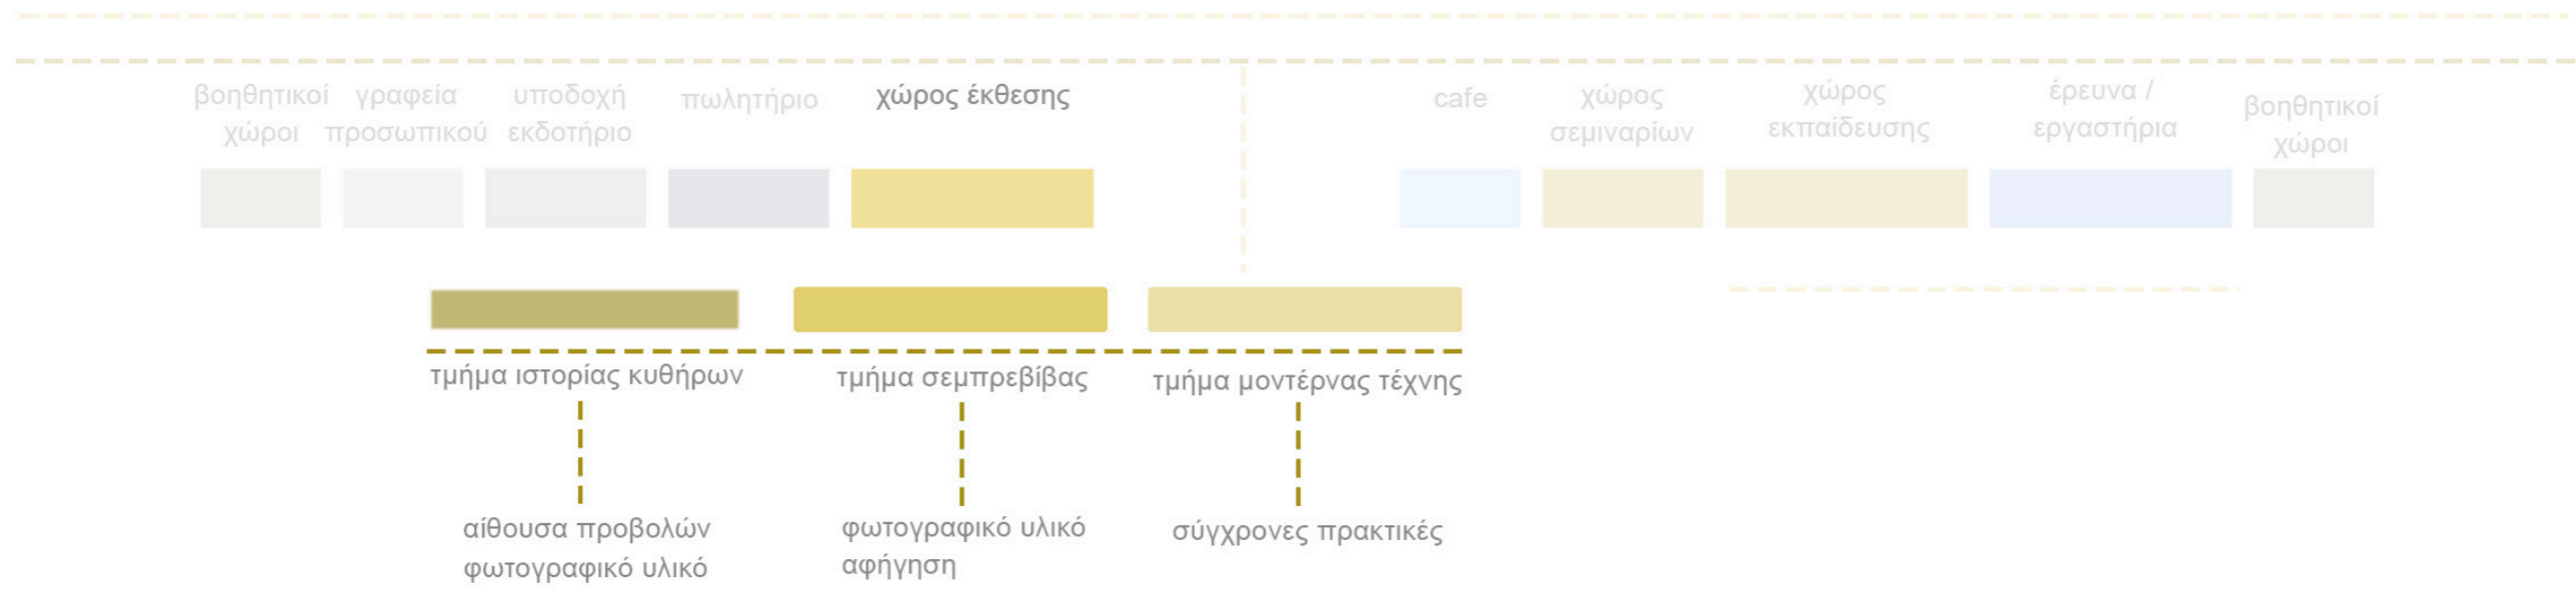 βοηθητικοί
χώροι
γραφεία
προσωπικού
υποδοχή
εκδοτήριο
πωλητήριο
χώρος έκθεσης
cafe
χώρος
σεμιναρίων
χώρος
εκπαίδευσης
έρευνα /
εργαστήρια
βοηθητικοί
χώροι
τμήμα ιστορίας κυθήρων
τμήμα σεμπρεβίβας
τμήμα μοντέρνας τέχνης
αίθουσα προβολών
φωτογραφικό υλικό
φωτογραφικό υλικό
αφήγηση
σύγχρονες πρακτικές